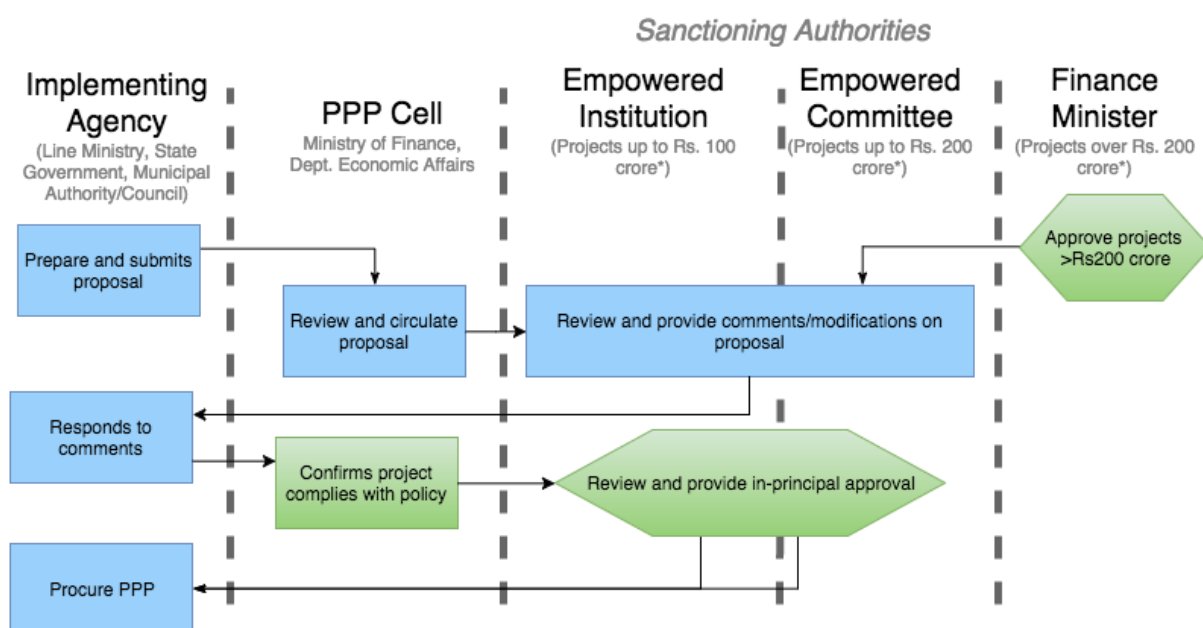 Sanctioning Authorities
Implementing
Agency
(Line Ministry, State
Government, Municipal
Authority/Council)
PPP Cell
Ministry of Finance,
Dept. Economic Affairs
Empowered
Institution
(Projects up to Rs. 100
crore*)
Empowered
Committee
(Projects up to Rs. 200
crore*)
Finance
Minister
(Projects over Rs. 200
crore*)
Prepare and submits
proposal
Approve projects
>Rs200 crore
Review and circulate
proposal
Review and provide comments/modifications on
proposal
Responds to
comments
Confirms project
complies with policy
Review and provide in-principal approval
Procure PPP